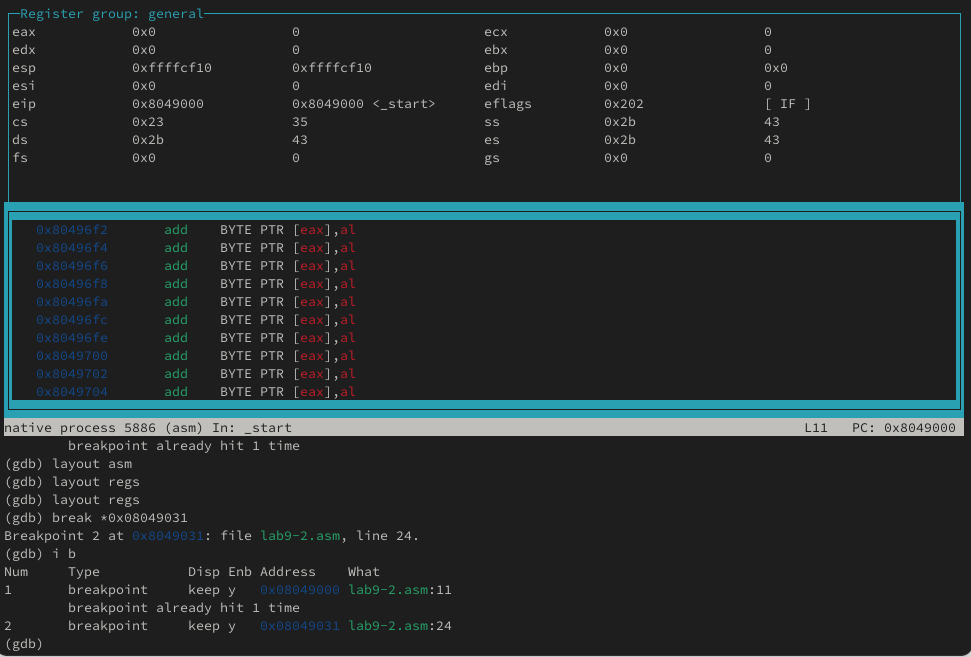 Register group: general
eax 0x0 0 ecx 0x0 0
edx 0x0 0 ebx 0x0 0
esp 0xffffcf10 0xffffcf10 ebp 0x0 0x0
esi 0x0 0 edi 0x0 0
eip 0x8049000 0x8049000 <_start> eflags 0x202 [ IF ]
cs 0x23 35 ss 0x2b 43
ds 0x2b 43 es 0x2b 43
fs 0x0 0 gs 0x0 0
0x80496f2 add BYTE PTR [eax],al
0x80496f4 add BYTE PTR [eax],al
0x80496f6 add BYTE PTR [eax],al
0x80496f8 add BYTE PTR [eax],al
0x80496fa add BYTE PTR [eax],al
0x80496fc add BYTE PTR [eax],al
0x80496fe add BYTE PTR [eax],al
0x8049700 add BYTE PTR [eax],al
0x8049702 add BYTE PTR [eax],al
0x8049704 add BYTE PTR [eax],al
native process 5886 (asm) In: _start L11 PC: 0x8049000
breakpoint already hit 1 time
(gdb) layout asm
(gdb) layout regs
(gdb) layout regs
(gdb) break *0x08049031
Breakpoint 2 at 0x8049031: file lab9-2.asm, line 24.
(gdb) i b
Num Type Disp Enb Address What
1 breakpoint keep y 0x08049000 lab9-2.asm:11
breakpoint already hit 1 time
2 breakpoint keep y 0x08049031 lab9-2.asm:24
(gdb)